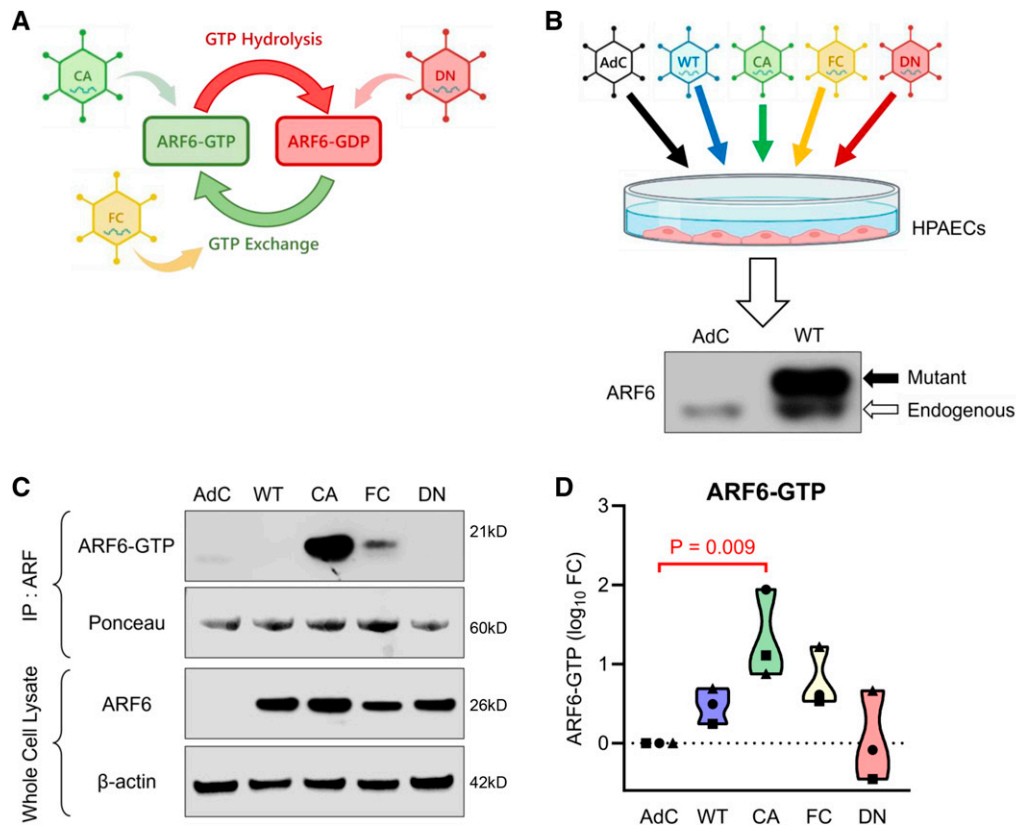 A
GTP Hydrolysis
CA
DN
ARF6-GTP
ARF6-GDP
FC
GTP Exchange
B
AdC
WT
CA
FC
DN
HPAECs
AdC WT
ARF6
Mutant
Endogenous
C
AdC WT CA FC DN
IP : ARF
ARF6-GTP
21kD
Ponceau
60kD
Whole Cell Lysate
ARF6
26kD
β-actin
42kD
D
ARF6-GTP
P = 0.009
ARF6-GTP (log10 FC)
2
1
0
AdC WT CA FC DN